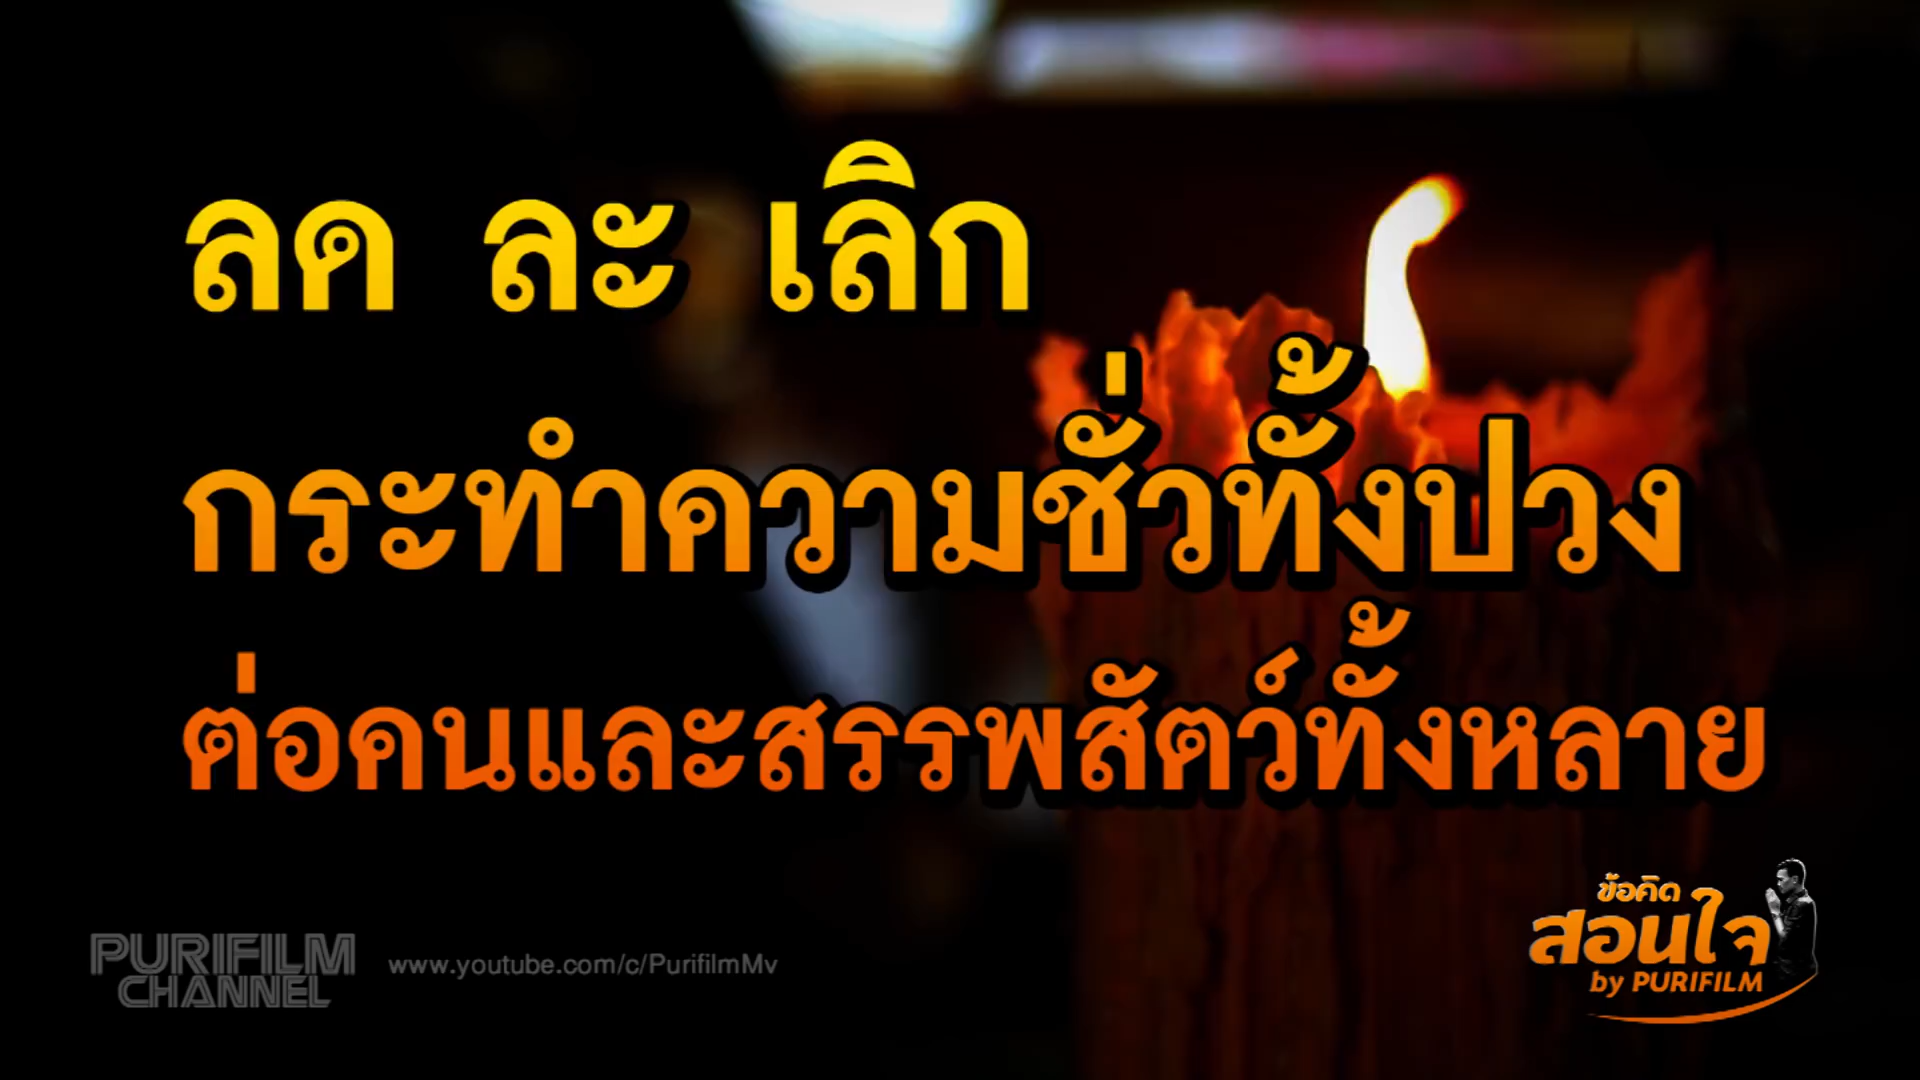 ลด ละ เลิก
กระทำความชั่วทั้งปวง
ต่อคนและสรรพสัตว์ทั้งหลาย
ข้อคิด
สอนใจ
by PURIFILM
PURIFILM
CHANNEL
www.youtube.com/c/PurifilmMv